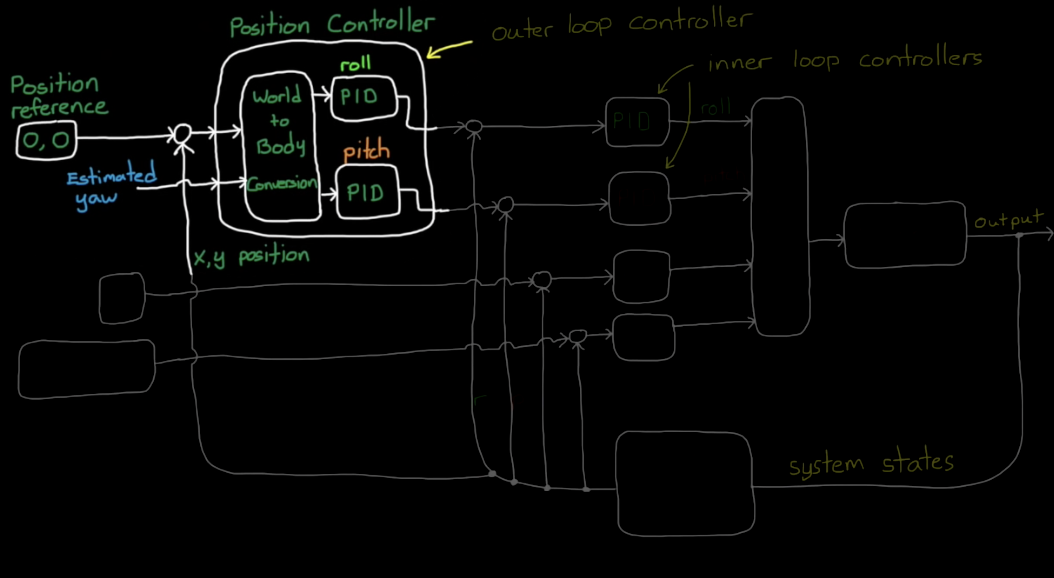 Position Controller
outer loop controller
inner loop controllers
roll
Position
reference
0,0
World
to
Body
Conversion
PID
PID
roll
pitch
PID
Estimated
yaw
x,y position
output
system states